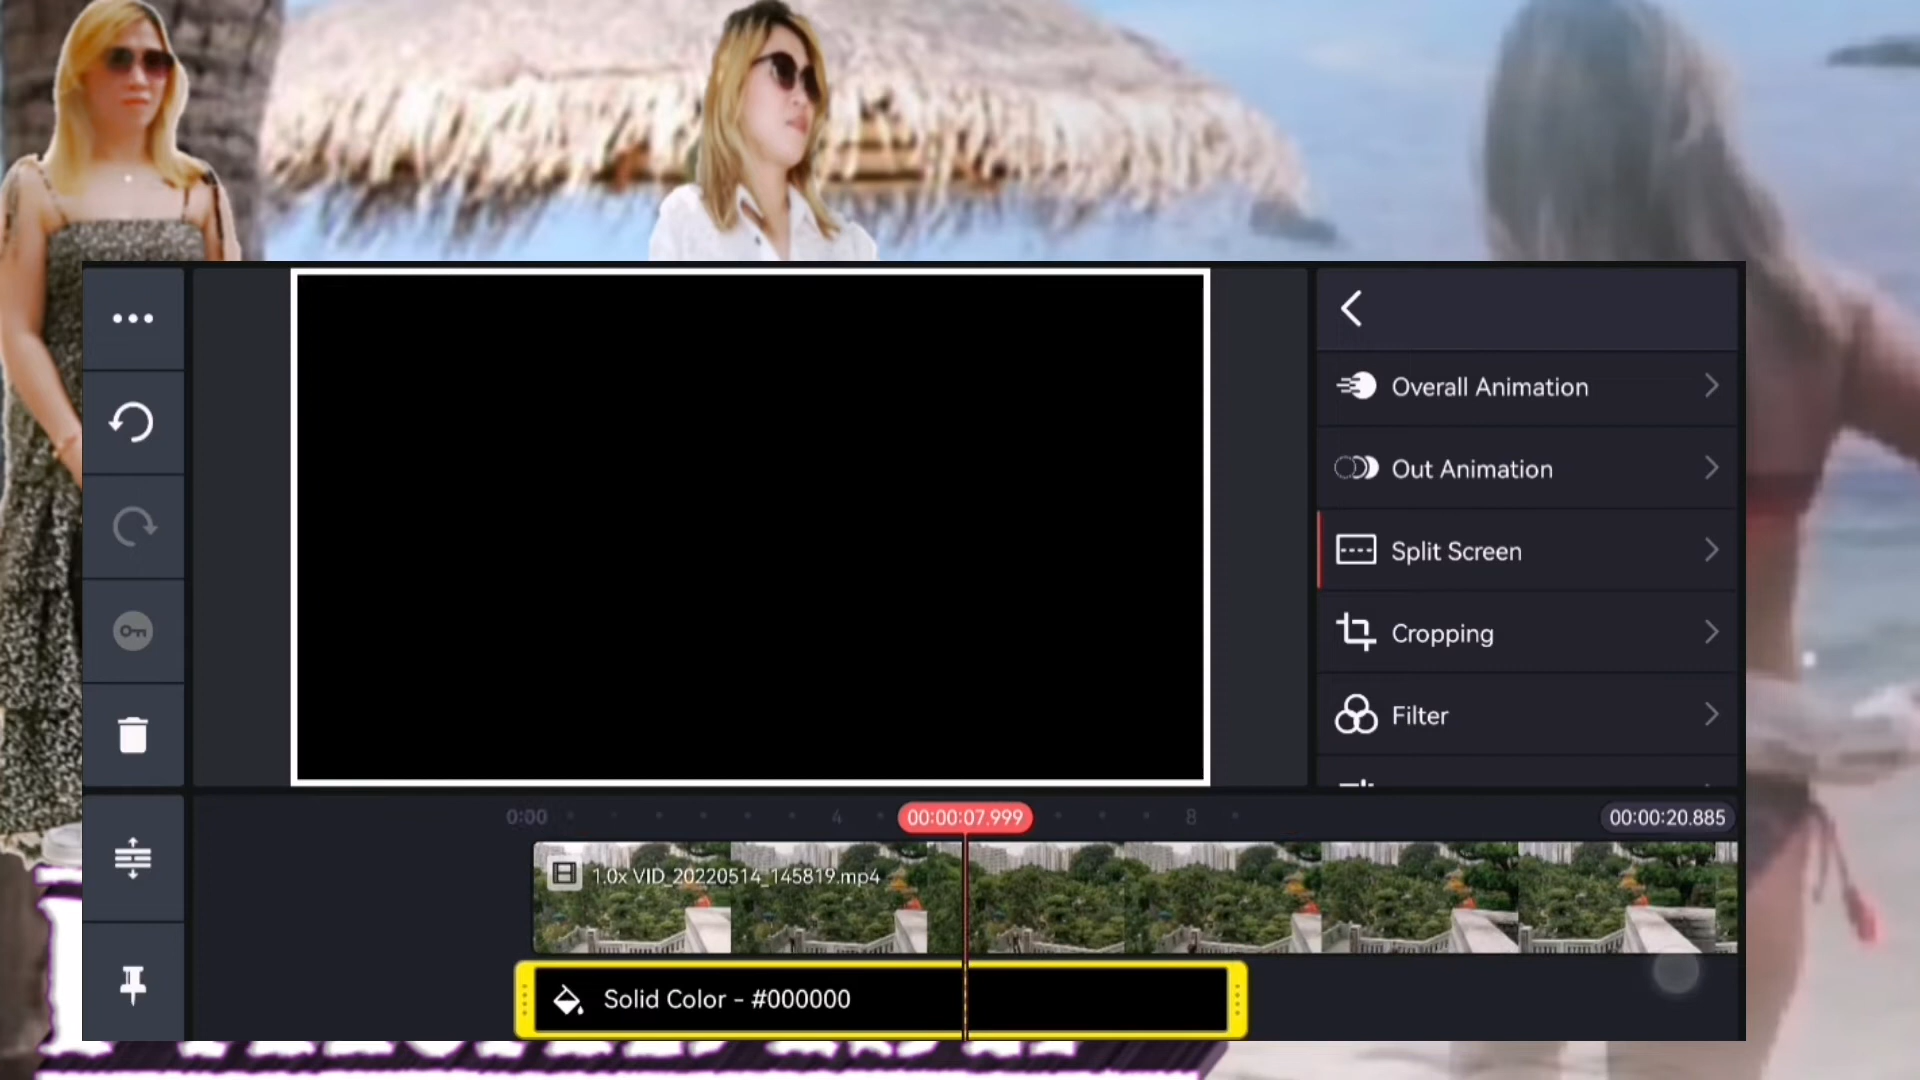 Overall Animation
Out Animation
Split Screen
Cropping
Filter
0:00
4
00:00:07.999
8
00:00:20.885
1.0x VID_20220514_145819.mp4
Solid Color - #000000